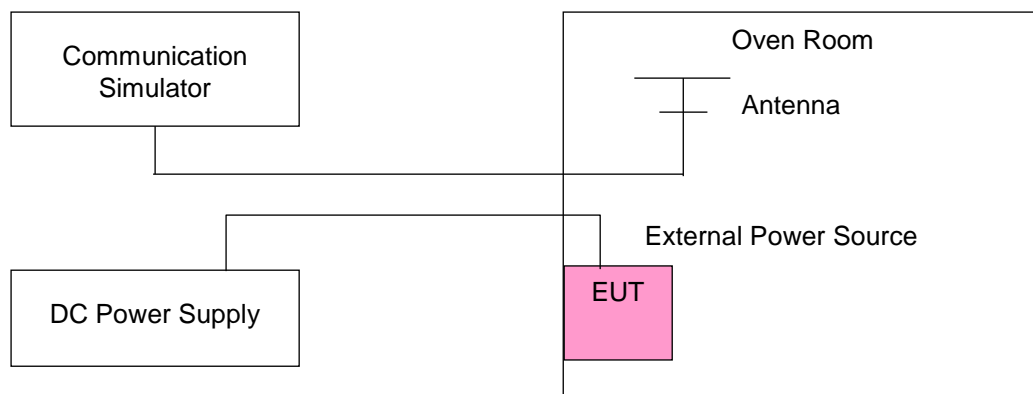 Communication
Simulator
Oven Room
Antenna
External Power Source
DC Power Supply
EUT